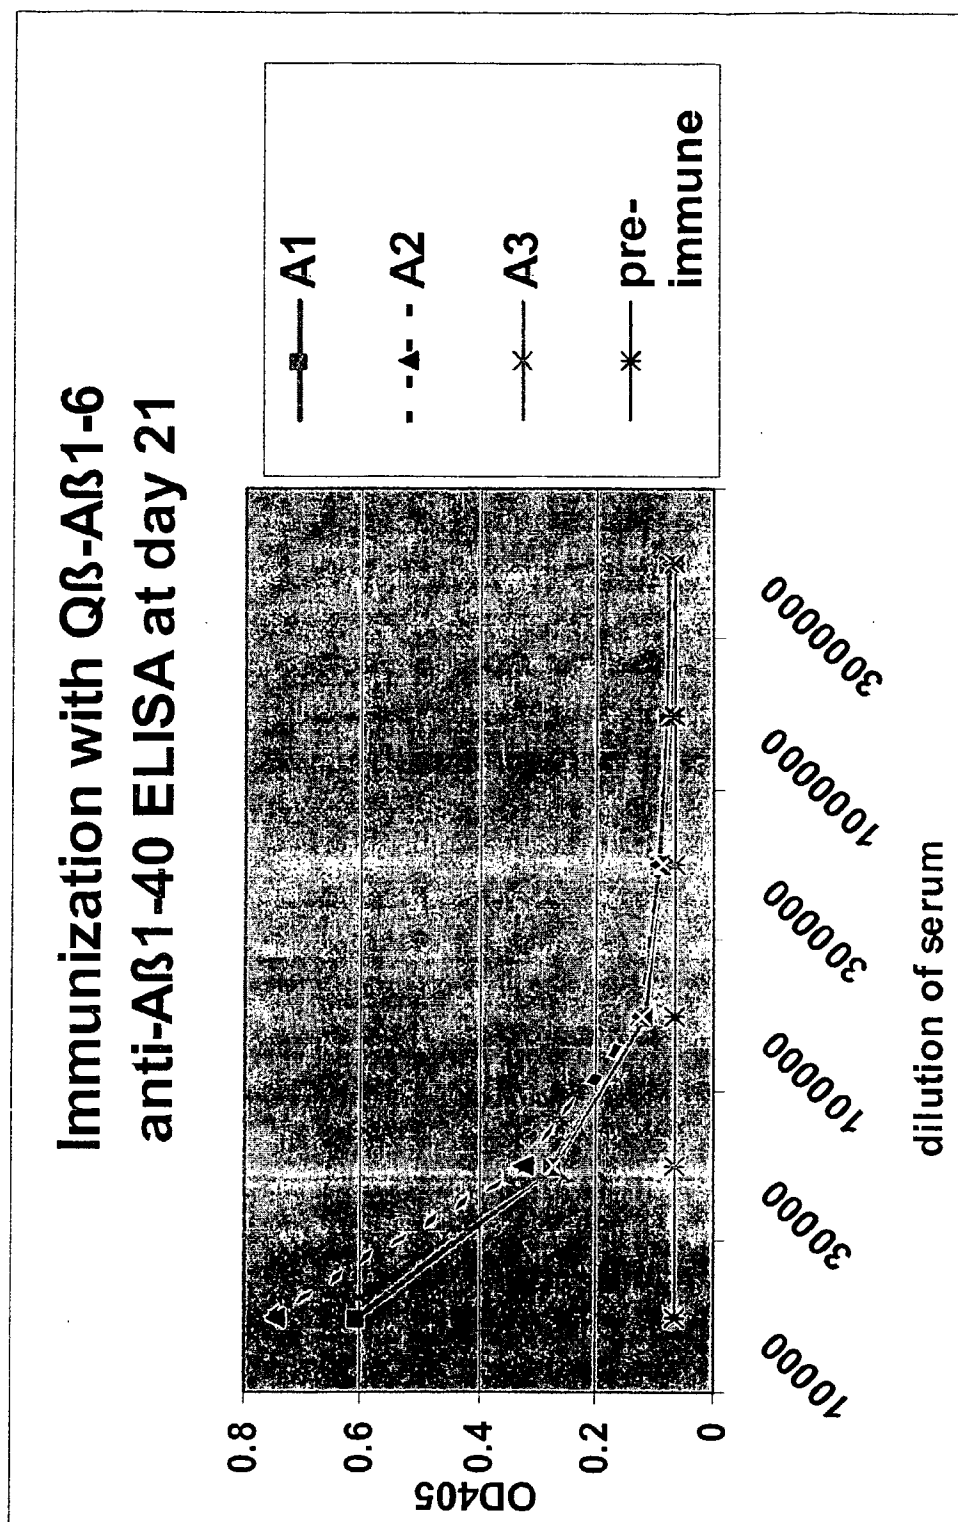 Immunization with Qß-Aß1-6
anti-Aß1-40 ELISA at day 21
OD405
0.8
0.6
0.4
0.2
0
10000
30000
100000
300000
1000000
3000000
dilution of serum
A1
A2
A3
pre-
immune